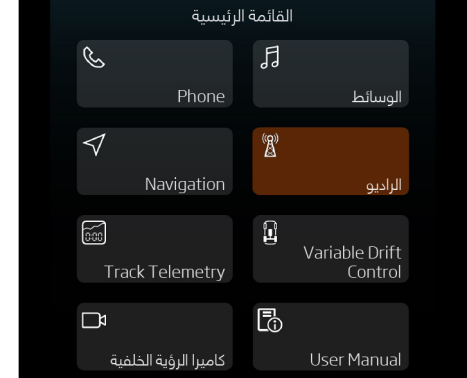 القائمة الرئيسية
الوسائط
Phone
الراديو
Navigation
Variable Drift
Control
Track Telemetry
User Manual
كاميرا الرؤية الخلفية